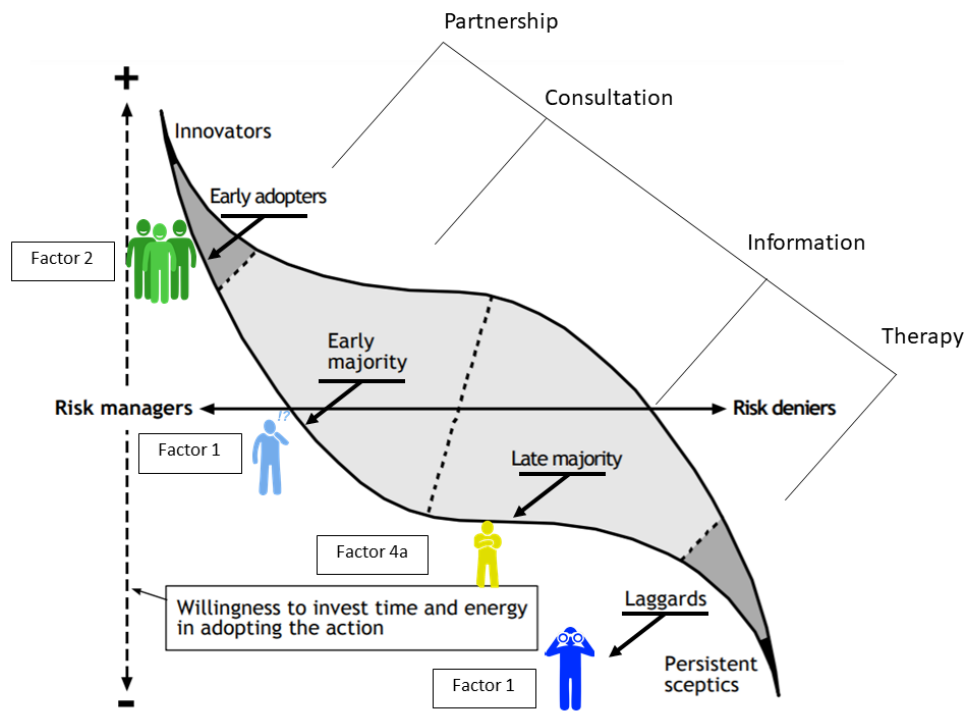 Partnership
+
Consultation
Innovators
Early adopters
Information
Factor 2
Therapy
Early
majority
Risk managers
Risk deniers
!?
Factor 1
Late majority
Factor 4a
Willingness to invest time and energy
in adopting the action
Laggards
Persistent
sceptics
Factor 1
-